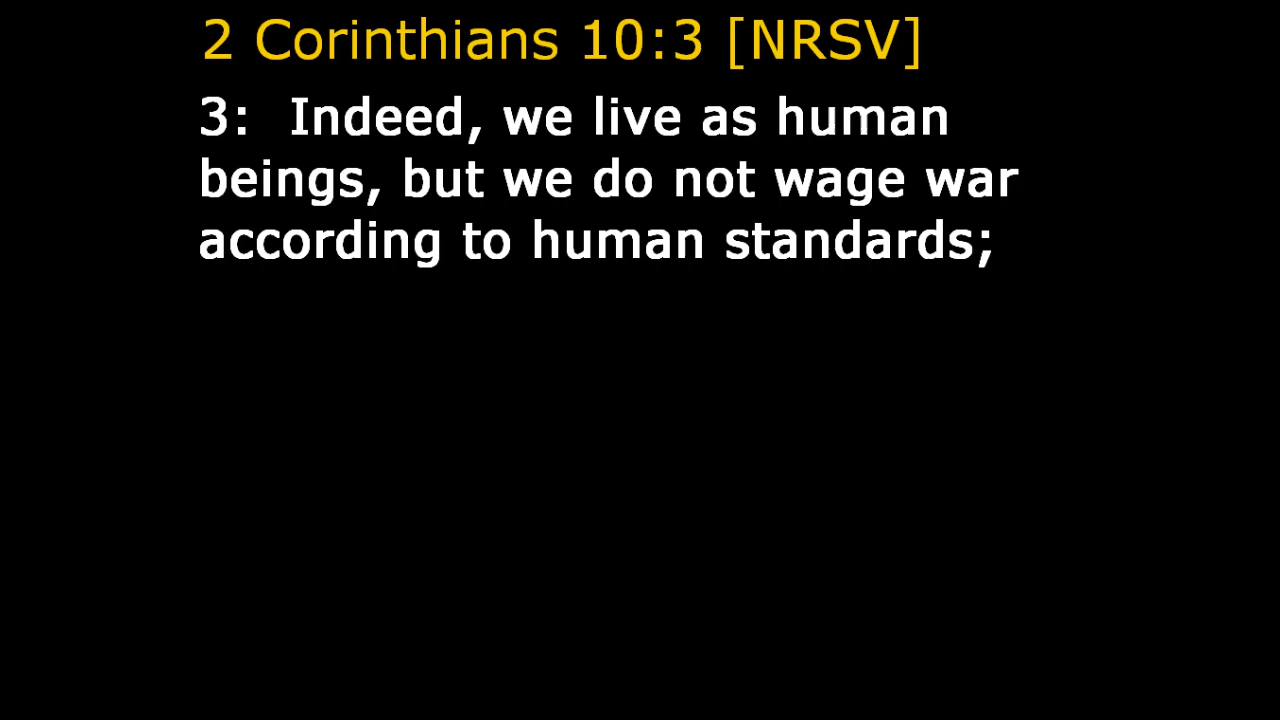 2 Corinthians 10:3 [NRSV]
3: Indeed, we live as human
beings, but we do not wage war
according to human standards;